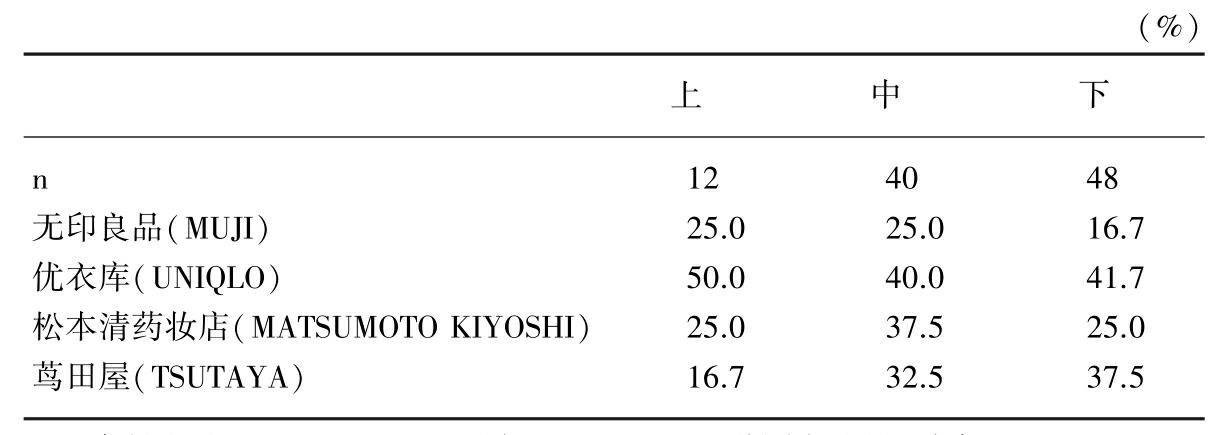 (%)
上 中 下
n 12 40 48
无印良品(MUJI) 25.0 25.0 16.7
优衣库(UNIQLO) 50.0 40.0 41.7
松本清药妆店(MATSUMOTO KIYOSHI) 25.0 37.5 25.0
茑田屋(TSUTAYA) 16.7 32.5 37.5